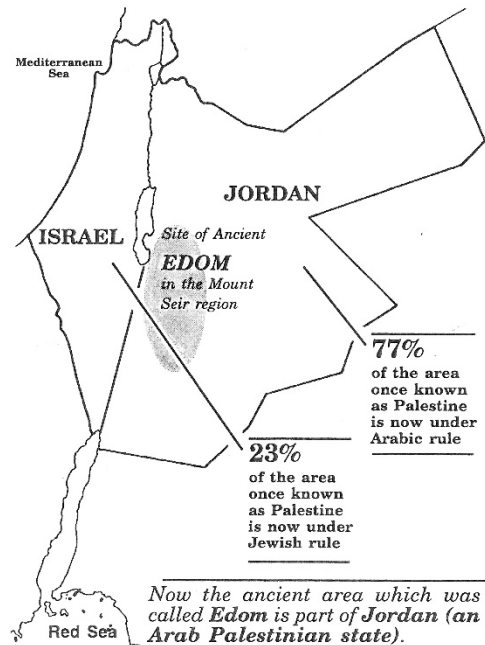 Mediterranean
Sea
JORDAN
ISRAEL
Site of Ancient
EDOM
in the Mount
Seir region
77%
of the area
once known
as Palestine
is now under
Arabic rule
23%
of the area
once known
as Palestine
is now under
Jewish rule
Now the ancient area which was
called Edom is part of Jordan (an
Arab Palestinian state).
Red Sea